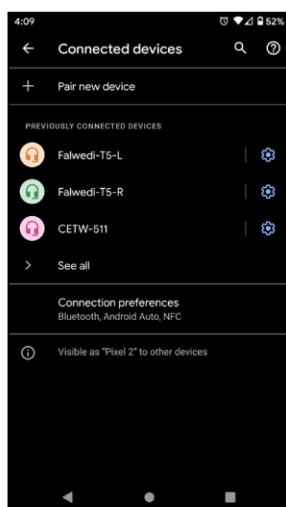 4:09
52%
Connected devices
Pair new device
PREVIOUSLY CONNECTED DEVICES
Falwedi-T5-L
Falwedi-T5-R
CETW-511
See all
Connection preferences
Bluetooth, Android Auto, NFC
Visible as "Pixel 2" to other devices